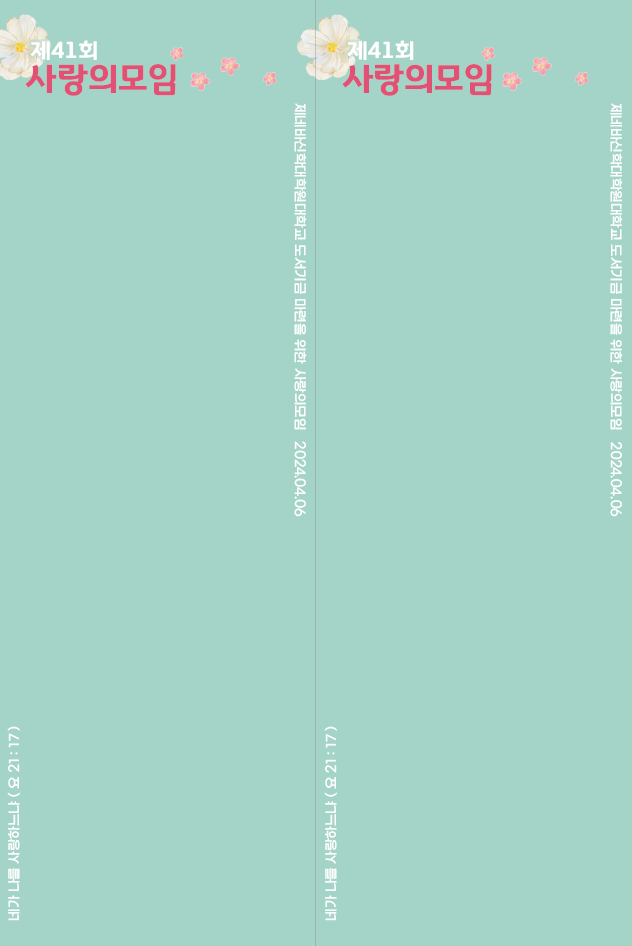 제41회
사랑의모임
제네바신학대학원대학교 도서기금 마련을 위한 사랑의모임 2024.04.06
네가 나를 사랑하느냐 ( 요 21 : 17 )
제41회
사랑의모임
제네바신학대학원대학교 도서기금 마련을 위한 사랑의모임 2024.04.06
네가 나를 사랑하느냐 ( 요 21 : 17 )